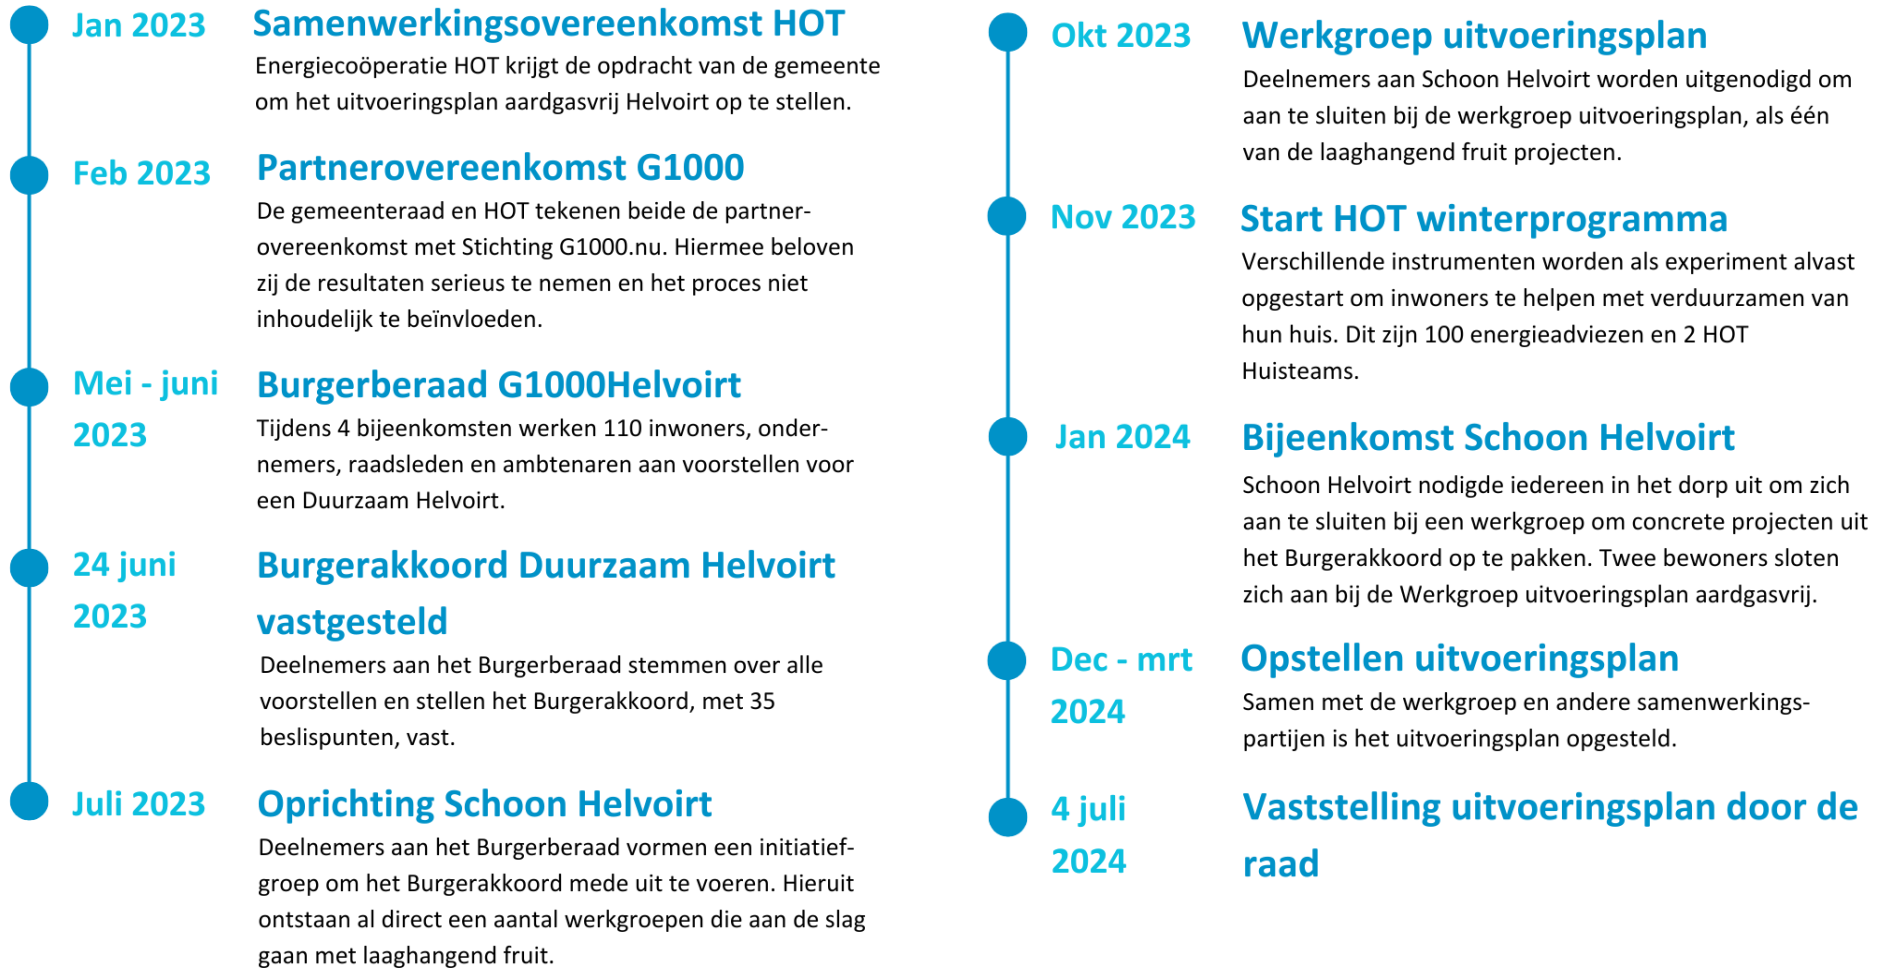 Jan 2023
Samenwerkingsovereenkomst HOT
Energiecoöperatie HOT krijgt de opdracht van de gemeente
om het uitvoeringsplan aardgasvrij Helvoirt op te stellen.
Feb 2023
Partnerovereenkomst G1000
De gemeenteraad en HOT tekenen beide de partner-
overeenkomst met Stichting G1000.nu. Hiermee beloven
zij de resultaten serieus te nemen en het proces niet
inhoudelijk te beïnvloeden.
Mei - juni
2023
Burgerberaad G1000Helvoirt
Tijdens 4 bijeenkomsten werken 110 inwoners, onder-
nemers, raadsleden en ambtenaren aan voorstellen voor
een Duurzaam Helvoirt.
24 juni
2023
Burgerakkoord Duurzaam Helvoirt
vastgesteld
Deelnemers aan het Burgerberaad stemmen over alle
voorstellen en stellen het Burgerakkoord, met 35
beslispunten, vast.
Juli 2023
Oprichting Schoon Helvoirt
Deelnemers aan het Burgerberaad vormen een initiatief-
groep om het Burgerakkoord mede uit te voeren. Hieruit
ontstaan al direct een aantal werkgroepen die aan de slag
gaan met laaghangend fruit.
Okt 2023
Werkgroep uitvoeringsplan
Deelnemers aan Schoon Helvoirt worden uitgenodigd om
aan te sluiten bij de werkgroep uitvoeringsplan, als één
van de laaghangend fruit projecten.
Nov 2023
Start HOT winterprogramma
Verschillende instrumenten worden als experiment alvast
opgestart om inwoners te helpen met verduurzamen van
hun huis. Dit zijn 100 energieadviezen en 2 HOT
Huisteams.
Jan 2024
Bijeenkomst Schoon Helvoirt
Schoon Helvoirt nodigde iedereen in het dorp uit om zich
aan te sluiten bij een werkgroep om concrete projecten uit
het Burgerakkoord op te pakken. Twee bewoners sloten
zich aan bij de Werkgroep uitvoeringsplan aardgasvrij.
Dec - mrt
2024
Opstellen uitvoeringsplan
Samen met de werkgroep en andere samenwerkings-
partijen is het uitvoeringsplan opgesteld.
4 juli
2024
Vaststelling uitvoeringsplan door de
raad